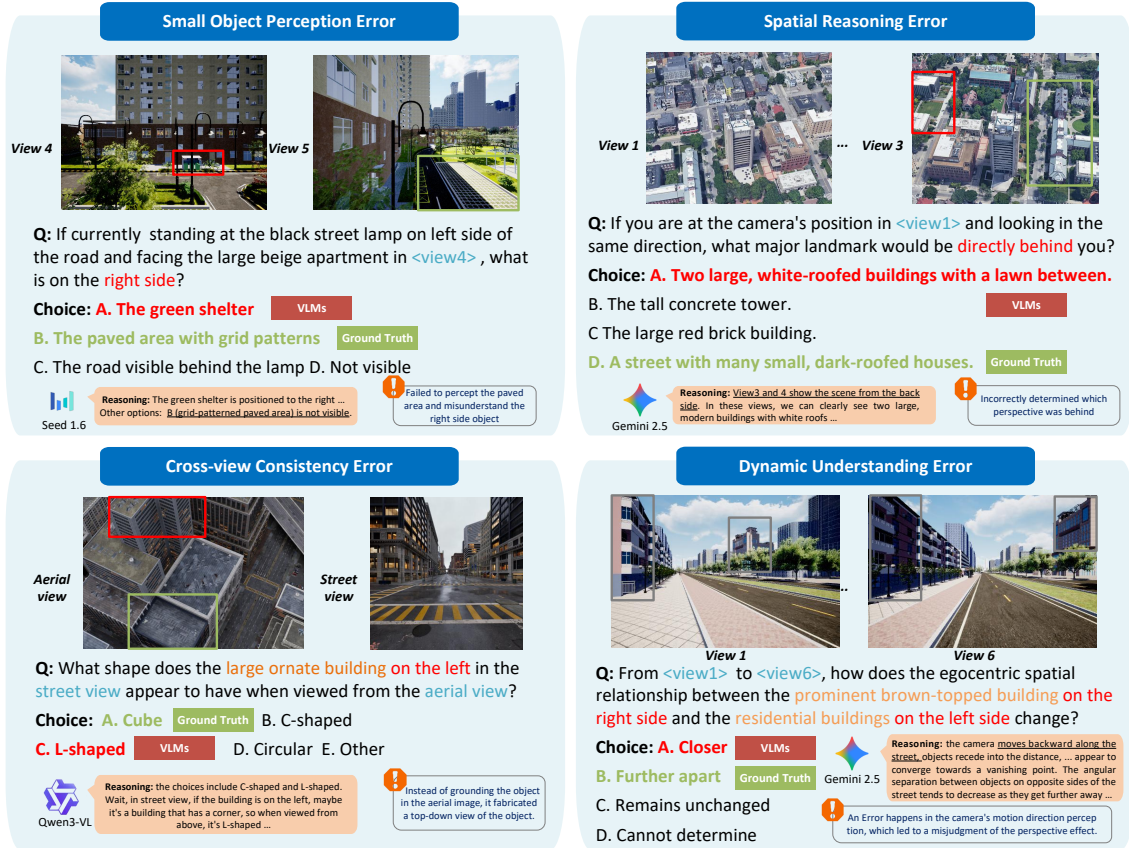 Small Object Perception Error
View 4
View 5
Q: If currently standing at the black street lamp on left side of
the road and facing the large beige apartment in <view4> , what
is on the right side?
Choice: A. The green shelter
VLMs
B. The paved area with grid patterns
Ground Truth
C. The road visible behind the lamp D. Not visible
Seed 1.6
Reasoning: The green shelter is positioned to the right ...
Other options: B (grid-patterned paved area) is not visible.
Failed to percept the paved
area and misunderstand the
right side object
Spatial Reasoning Error
View 1
...
View 3
Q: If you are at the camera's position in <view1> and looking in the
same direction, what major landmark would be directly behind you?
Choice: A. Two large, white-roofed buildings with a lawn between.
B. The tall concrete tower.
VLMs
C The large red brick building.
D. A street with many small, dark-roofed houses.
Ground Truth
Gemini 2.5
Reasoning: View3 and 4 show the scene from the back
side. In these views, we can clearly see two large,
modern buildings with white roofs ...
Incorrectly determined which
perspective was behind
Cross-view Consistency Error
Aerial
view
Street
view
Q: What shape does the large ornate building on the left in the
street view appear to have when viewed from the aerial view?
Choice: A. Cube
Ground Truth
B. C-shaped
C. L-shaped
VLMs
D. Circular E. Other
Qwen3-VL
Reasoning: the choices include C-shaped and L-shaped.
Wait, in street view, if the building is on the left, maybe
it's a building that has a corner, so when viewed from
above, it's L-shaped ...
Instead of grounding the object
in the aerial image, it fabricated
a top-down view of the object.
Dynamic Understanding Error
..
View 1
View 6
Q: From <view1> to <view6>, how does the egocentric spatial
relationship between the prominent brown-topped building on the
right side and the residential buildings on the left side change?
Choice: A. Closer
VLMs
B. Further apart
Ground Truth
C. Remains unchanged
D. Cannot determine
Gemini 2.5
Reasoning: the camera moves backward along the
street, objects recede into the distance, ... appear to
converge towards a vanishing point. The angular
separation between objects on opposite sides of the
street tends to decrease as they get further away ...
An Error happens in the camera's motion direction percep
tion, which led to a misjudgment of the perspective effect.